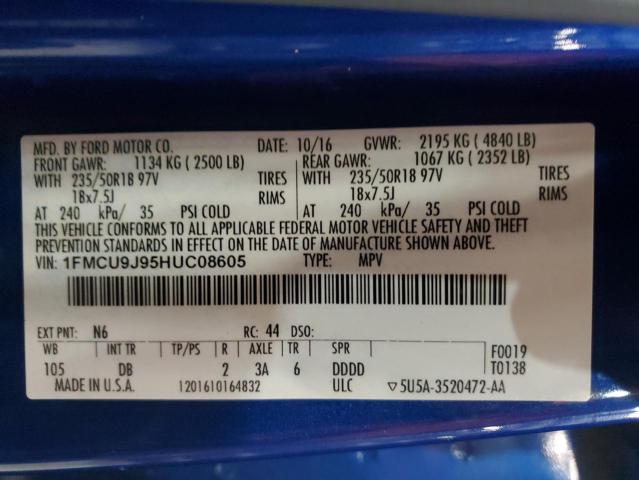 MFD. BY FORD MOTOR CO. DATE: 10/16 GVWR: 2195 KG ( 4840 LB)
FRONT GAWR: 1134 KG ( 2500 LB) REAR GAWR: 1067 KG ( 2352 LB)
WITH 235/50R18 97V TIRES WITH 235/50R18 97V TIRES
18x7.5J RIMS 18x7.5J RIMS
AT 240 kPa/ 35 PSI COLD AT 240 kPa/ 35 PSI COLD
THIS VEHICLE CONFORMS TO ALL APPLICABLE FEDERAL MOTOR VEHICLE SAFETY AND THEFT
PREVENTION STANDARDS IN EFFECT ON THE DATE OF MANUFACTURE SHOWN ABOVE.
VIN: 1FMCU9J95HUC08605 TYPE: MPV
EXT PNT: N6 RC: 44 DSO:
WB INT TR TP/PS R AXLE TR SPR F0019
105 DB 2 3A 6 DDDD T0138
MADE IN U.S.A. 1201610164832 ULC ▽5U5A-3520472-AA